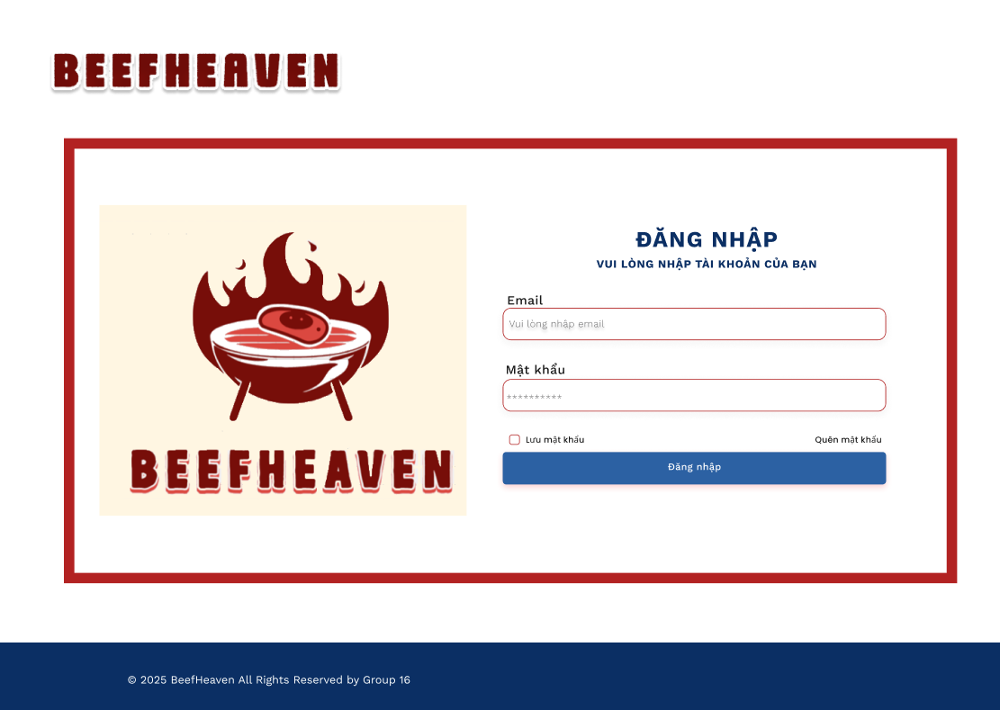 BEEFHEAVEN
BEEFHEAVEN
ĐĂNG NHẬP
VUI LÒNG NHẬP TÀI KHOẢN CỦA BẠN
Email
Vui lòng nhập email
Mật khẩu
**********
Lưu mật khẩu
Quên mật khẩu
Đăng nhập
© 2025 BeefHeaven All Rights Reserved by Group 16